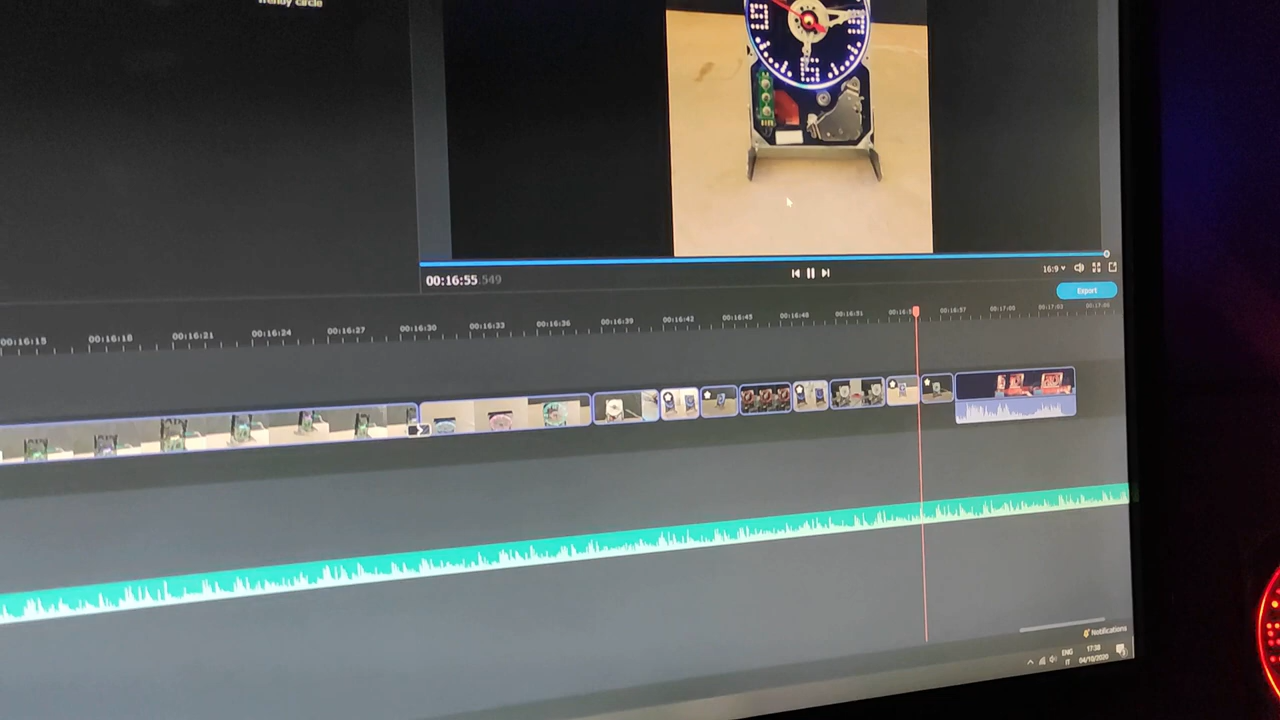 Trendy circle
00:16:55.549
16:9
Export
00:16:15 00:16:18 00:16:21 00:16:24 00:16:27 00:16:30 00:16:33 00:16:36 00:16:39 00:16:42 00:16:45 00:16:48 00:16:51 00:16:57 00:17:00 00:17:03 00:17:06
Notifications
ENG 17:38
IT 04/10/2020